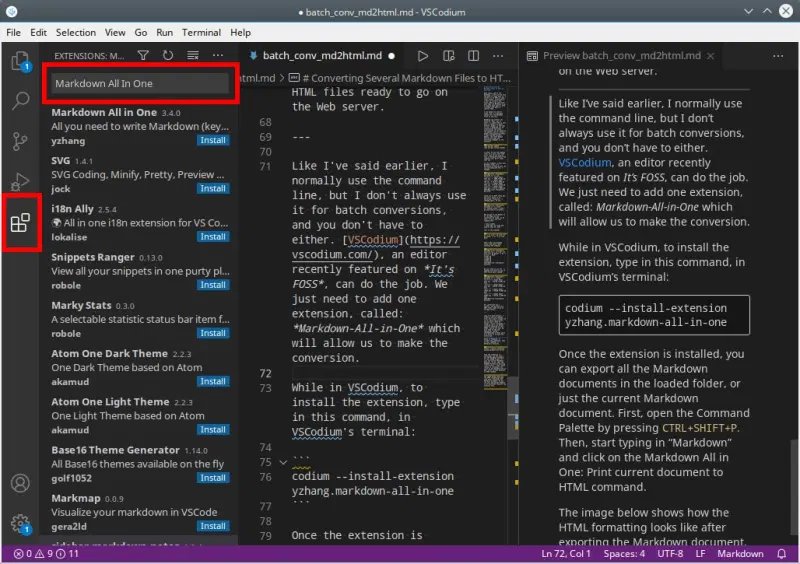 batch_conv_md2html.md - VSCodium
File Edit Selection View Go Run Terminal Help
EXTENSIONS: M...
Markdown All In One
Markdown All in One 3.4.0
All you need to write Markdown (key...
yzhang Install
SVG 1.4.1
SVG Coding, Minify, Pretty, Preview ...
jock Install
i18n Ally 2.5.4
All in one i18n extension for VS Co...
lokalise Install
Snippets Ranger 0.13.0
View all your snippets in one purty pl...
robole Install
Marky Stats 0.3.0
A selectable statistic status bar item f...
robole Install
Atom One Dark Theme 2.2.3
One Dark Theme based on Atom
akamud Install
Atom One Light Theme 2.2.3
One Light Theme based on Atom
akamud Install
Base16 Theme Generator 1.14.0
All Base16 themes available on the fly
golf1052 Install
Markmap 0.0.9
Visualize your markdown in VSCode
gera2ld Install
1
1
batch_conv_md2html.md
html.md > # Converting Several Markdown Files to HT...
HTML files ready to go on
the Web server.
68
69 ---
70
71 Like I've said earlier, I
normally use the command
line, but I don't always use
it for batch conversions,
and you don't have to
either. [VSCodium](https://
vscodium.com/), an editor
recently featured on *It's
FOSS*, can do the job. We
just need to add one
extension, called:
*Markdown-All-in-One* which
will allow us to make the
conversion.
72
73 While in VSCodium, to
install the extension, type
in this command, in
VSCodium's terminal:
74
75 ```
76 codium --install-extension
yzhang.markdown-all-in-one
77 ```
78
79 Once the extension is
Preview batch_conv_md2html.md
on the Web server.
Like I’ve said earlier, I normally use
the command line, but I don’t
always use it for batch conversions,
and you don’t have to either.
VSCodium, an editor recently
featured on It’s FOSS, can do the job.
We just need to add one extension,
called: Markdown-All-in-One which
will allow us to make the conversion.
While in VSCodium, to install the
extension, type in this command, in
VSCodium’s terminal:
codium --install-extension
yzhang.markdown-all-in-one
Once the extension is installed, you
can export all the Markdown
documents in the loaded folder, or
just the current Markdown
document. First, open the Command
Palette by pressing CTRL+SHIFT+P.
Then, start typing in “Markdown”
and click on the Markdown All in
One: Print current document to
HTML command.
The image below shows how the
HTML formatting looks like after
exporting the Markdown document.
0 9 11 Ln 72, Col 1 Spaces: 4 UTF-8 LF Markdown